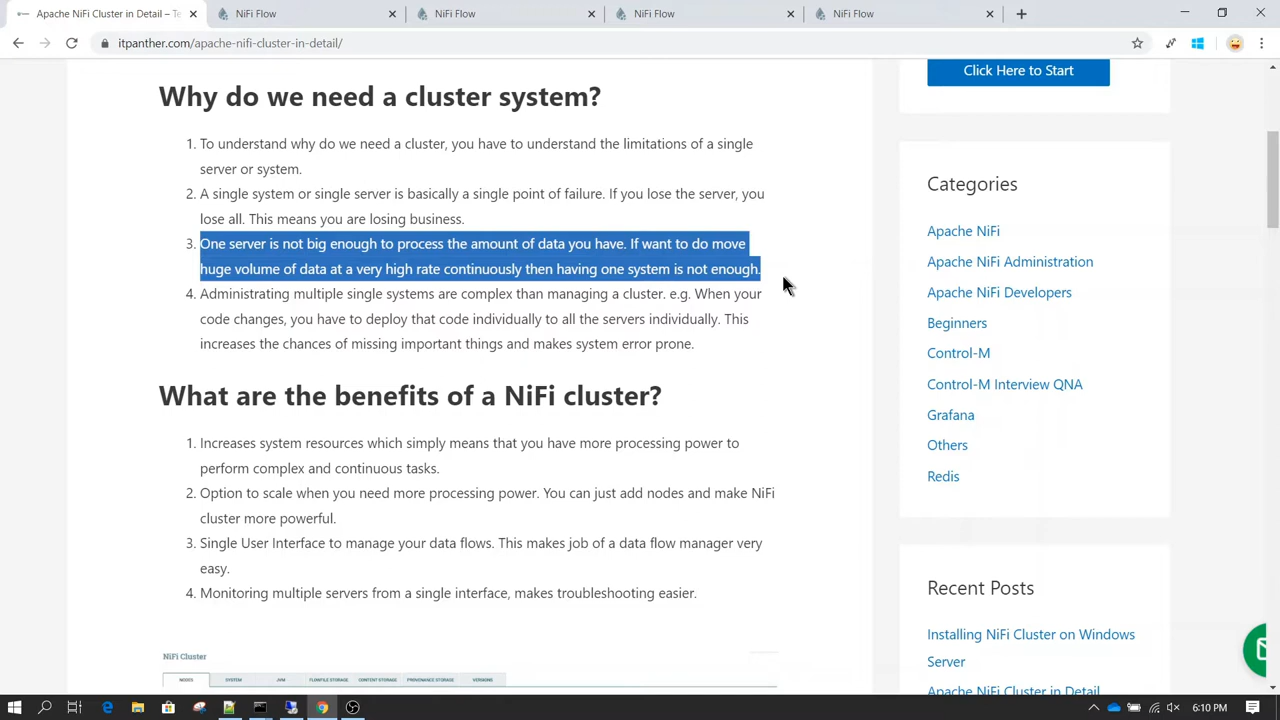 Apache NiFi Cluster in Detail - IT
NiFi Flow
NiFi Flow
NiFi Flow
NiFi Flow
itpanther.com/apache-nifi-cluster-in-detail/
Why do we need a cluster system?
1. To understand why do we need a cluster, you have to understand the limitations of a single
server or system.
2. A single system or single server is basically a single point of failure. If you lose the server, you
lose all. This means you are losing business.
3. One server is not big enough to process the amount of data you have. If want to do move
huge volume of data at a very high rate continuously then having one system is not enough.
4. Administrating multiple single systems are complex than managing a cluster. e.g. When your
code changes, you have to deploy that code individually to all the servers individually. This
increases the chances of missing important things and makes system error prone.
What are the benefits of a NiFi cluster?
1. Increases system resources which simply means that you have more processing power to
perform complex and continuous tasks.
2. Option to scale when you need more processing power. You can just add nodes and make NiFi
cluster more powerful.
3. Single User Interface to manage your data flows. This makes job of a data flow manager very
easy.
4. Monitoring multiple servers from a single interface, makes troubleshooting easier.
NiFi Cluster
NODES SYSTEM JVM FLOWFILE STORAGE CONTENT STORAGE PROVENANCE STORAGE VERSIONS
Click Here to Start
Categories
Apache NiFi
Apache NiFi Administration
Apache NiFi Developers
Beginners
Control-M
Control-M Interview QNA
Grafana
Others
Redis
Recent Posts
Installing NiFi Cluster on Windows
Server
Apache NiFi Cluster in Detail
6:10 PM